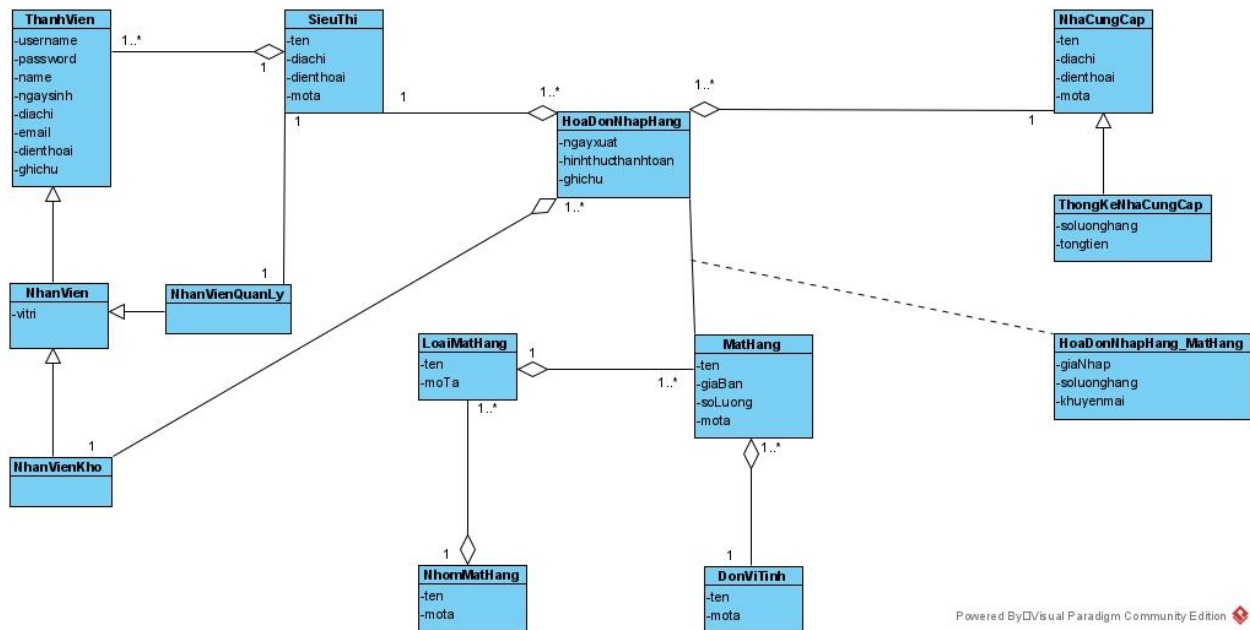 ThanhVien
-username
-password
-name
-ngaysinh
-diachi
-email
-dienthoai
-ghichu
1..*
1
SieuThi
-ten
-diachi
-dienthoai
-mota
1
1
1..*
HoaDonNhapHang
-ngayxuat
-hinhthucthanhtoan
-ghichu
1..*
1..*
1
NhaCungCap
-ten
-diachi
-dienthoai
-mota
ThongKeNhaCungCap
-soluonghang
-tongtien
NhanVien
-vitri
1
NhanVienQuanLy
1
NhanVienKho
LoaiMatHang
-ten
-moTa
1
1..*
1..*
MatHang
-ten
-giaBan
-soLuong
-mota
1..*
HoaDonNhapHang_MatHang
-giaNhap
-soluonghang
-khuyenmai
1
NhomMatHang
-ten
-mota
1
DonViTinh
-ten
-mota
Powered By□Visual Paradigm Community Edition